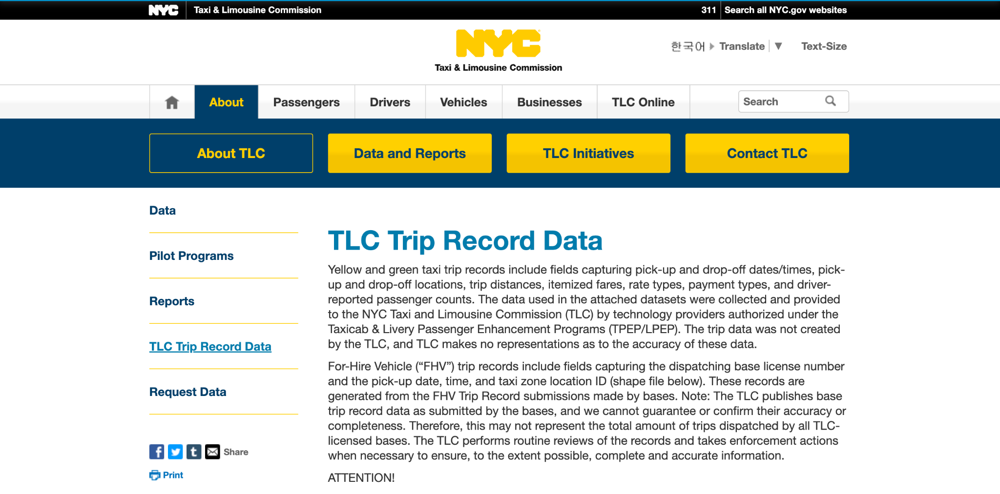 NYC
Taxi & Limousine Commission
311
Search all NYC.gov websites
NYC
Taxi & Limousine Commission
한국어
Translate
▼
Text-Size
About
Passengers
Drivers
Vehicles
Businesses
TLC Online
Search
About TLC
Data and Reports
TLC Initiatives
Contact TLC
Data
Pilot Programs
Reports
TLC Trip Record Data
Request Data
Share
Print
TLC Trip Record Data
Yellow and green taxi trip records include fields capturing pick-up and drop-off dates/times, pick-
up and drop-off locations, trip distances, itemized fares, rate types, payment types, and driver-
reported passenger counts. The data used in the attached datasets were collected and provided
to the NYC Taxi and Limousine Commission (TLC) by technology providers authorized under the
Taxicab & Livery Passenger Enhancement Programs (TPEP/LPEP). The trip data was not created
by the TLC, and TLC makes no representations as to the accuracy of these data.
For-Hire Vehicle (“FHV”) trip records include fields capturing the dispatching base license number
and the pick-up date, time, and taxi zone location ID (shape file below). These records are
generated from the FHV Trip Record submissions made by bases. Note: The TLC publishes base
trip record data as submitted by the bases, and we cannot guarantee or confirm their accuracy or
completeness. Therefore, this may not represent the total amount of trips dispatched by all TLC-
licensed bases. The TLC performs routine reviews of the records and takes enforcement actions
when necessary to ensure, to the extent possible, complete and accurate information.
ATTENTION!